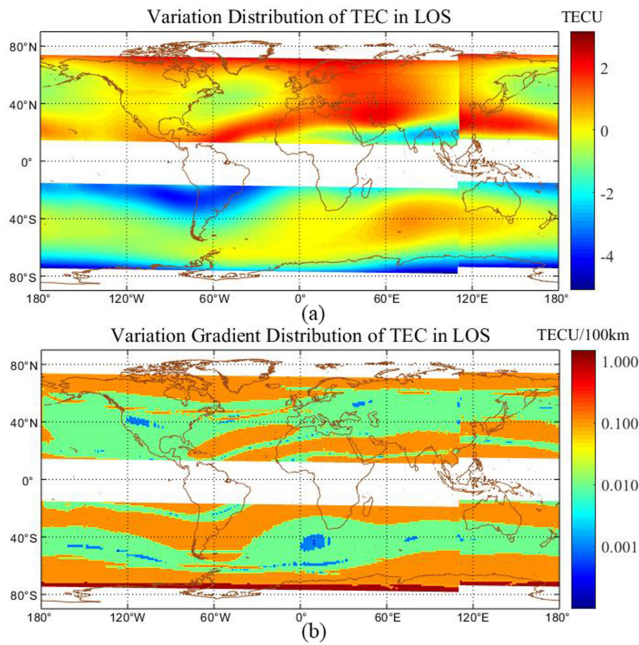 Variation Distribution of TEC in LOS TECU
80°N
40°N
0°
40°S
80°S
2
0
-2
-4
180° 120°W 60°W 0° 60°E 120°E 180°
(a)
Variation Gradient Distribution of TEC in LOS TECU/100km
80°N
40°N
0°
40°S
80°S
1.000
0.100
0.010
0.001
180° 120°W 60°W 0° 60°E 120°E 180°
(b)